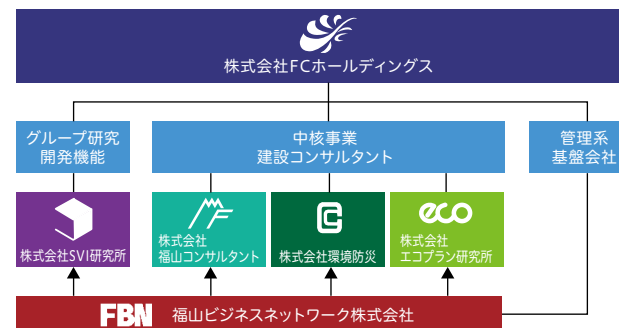 株式会社FCホールディングス
グループ研究
開発機能
中核事業
建設コンサルタント
管理系
基盤会社
株式会社SVI研究所
株式会社
福山コンサルタント
株式会社環境防災
eco
株式会社
エコプラン研究所
FBN 福山ビジネスネットワーク株式会社